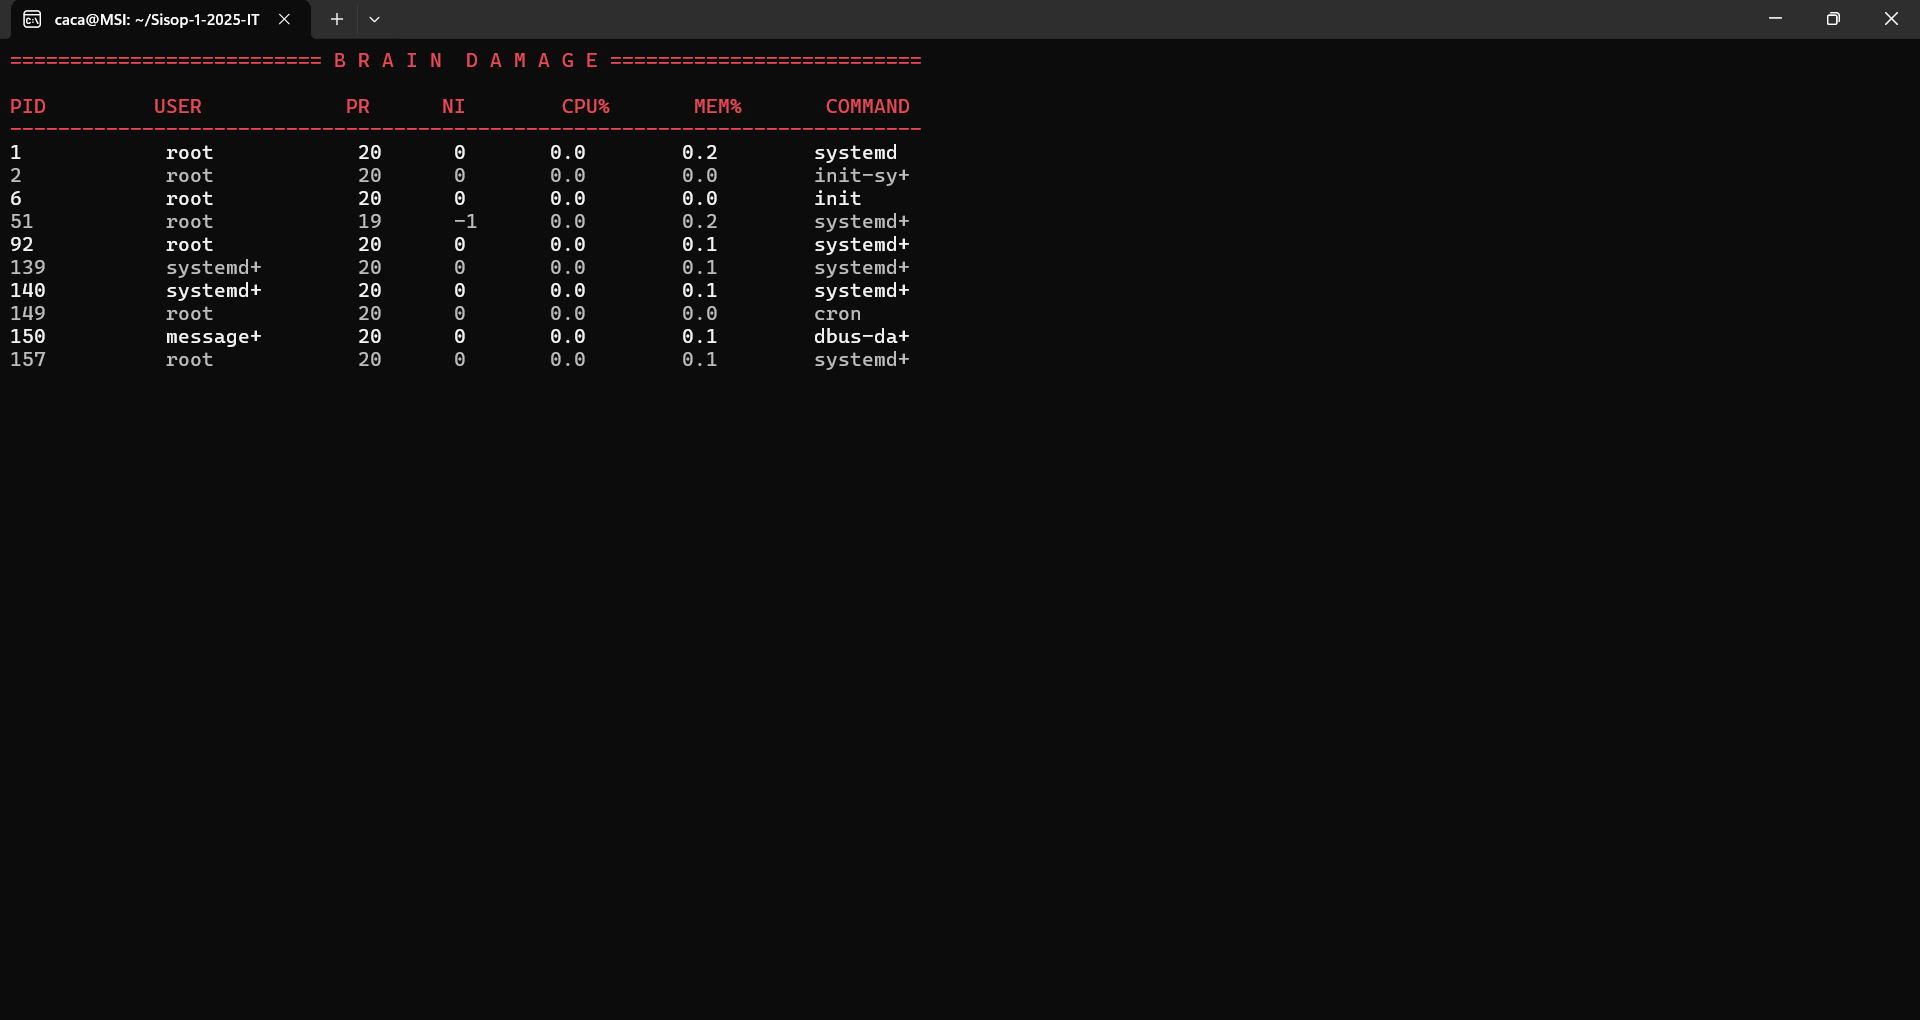 caca@MSI: ~/Sisop-1-2025-IT
========================== B R A I N  D A M A G E ==========================
PID         USER            PR      NI        CPU%       MEM%       COMMAND
----------------------------------------------------------------------------
1            root            20      0       0.0        0.2        systemd
2            root            20      0       0.0        0.0        init-sy+
6            root            20      0       0.0        0.0        init
51           root            19      -1      0.0        0.2        systemd+
92           root            20      0       0.0        0.1        systemd+
139          systemd+        20      0       0.0        0.1        systemd+
140          systemd+        20      0       0.0        0.1        systemd+
149          root            20      0       0.0        0.0        cron
150          message+        20      0       0.0        0.1        dbus-da+
157          root            20      0       0.0        0.1        systemd+